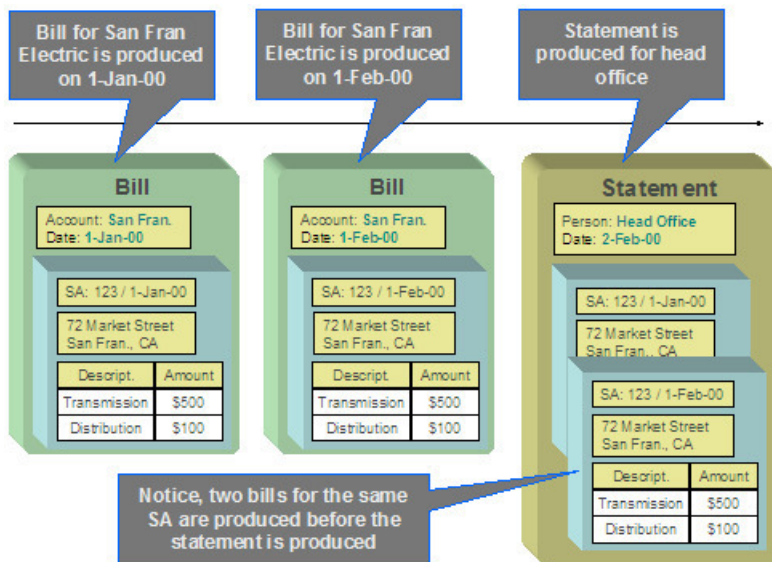 Bill for San Fran
Electric is produced
on 1-Jan-00
Bill for San Fran
Electric is produced
on 1-Feb-00
Statement is
produced for head
office
Bill
Account: San Fran.
Date: 1-Jan-00
SA: 123 / 1-Jan-00
72 Market Street
San Fran., CA
Descript. Amount
Transmission $500
Distribution $100
Bill
Account: San Fran.
Date: 1-Feb-00
SA: 123 / 1-Feb-00
72 Market Street
San Fran., CA
Descript. Amount
Transmission $500
Distribution $100
Statement
Person: Head Office
Date: 2-Feb-00
SA: 123 / 1-Jan-00
72 Market Street
San Fran., CA
SA: 123 / 1-Feb-00
72 Market Street
San Fran., CA
Descript. Amount
Transmission $500
Distribution $100
Notice, two bills for the same
SA are produced before the
statement is produced